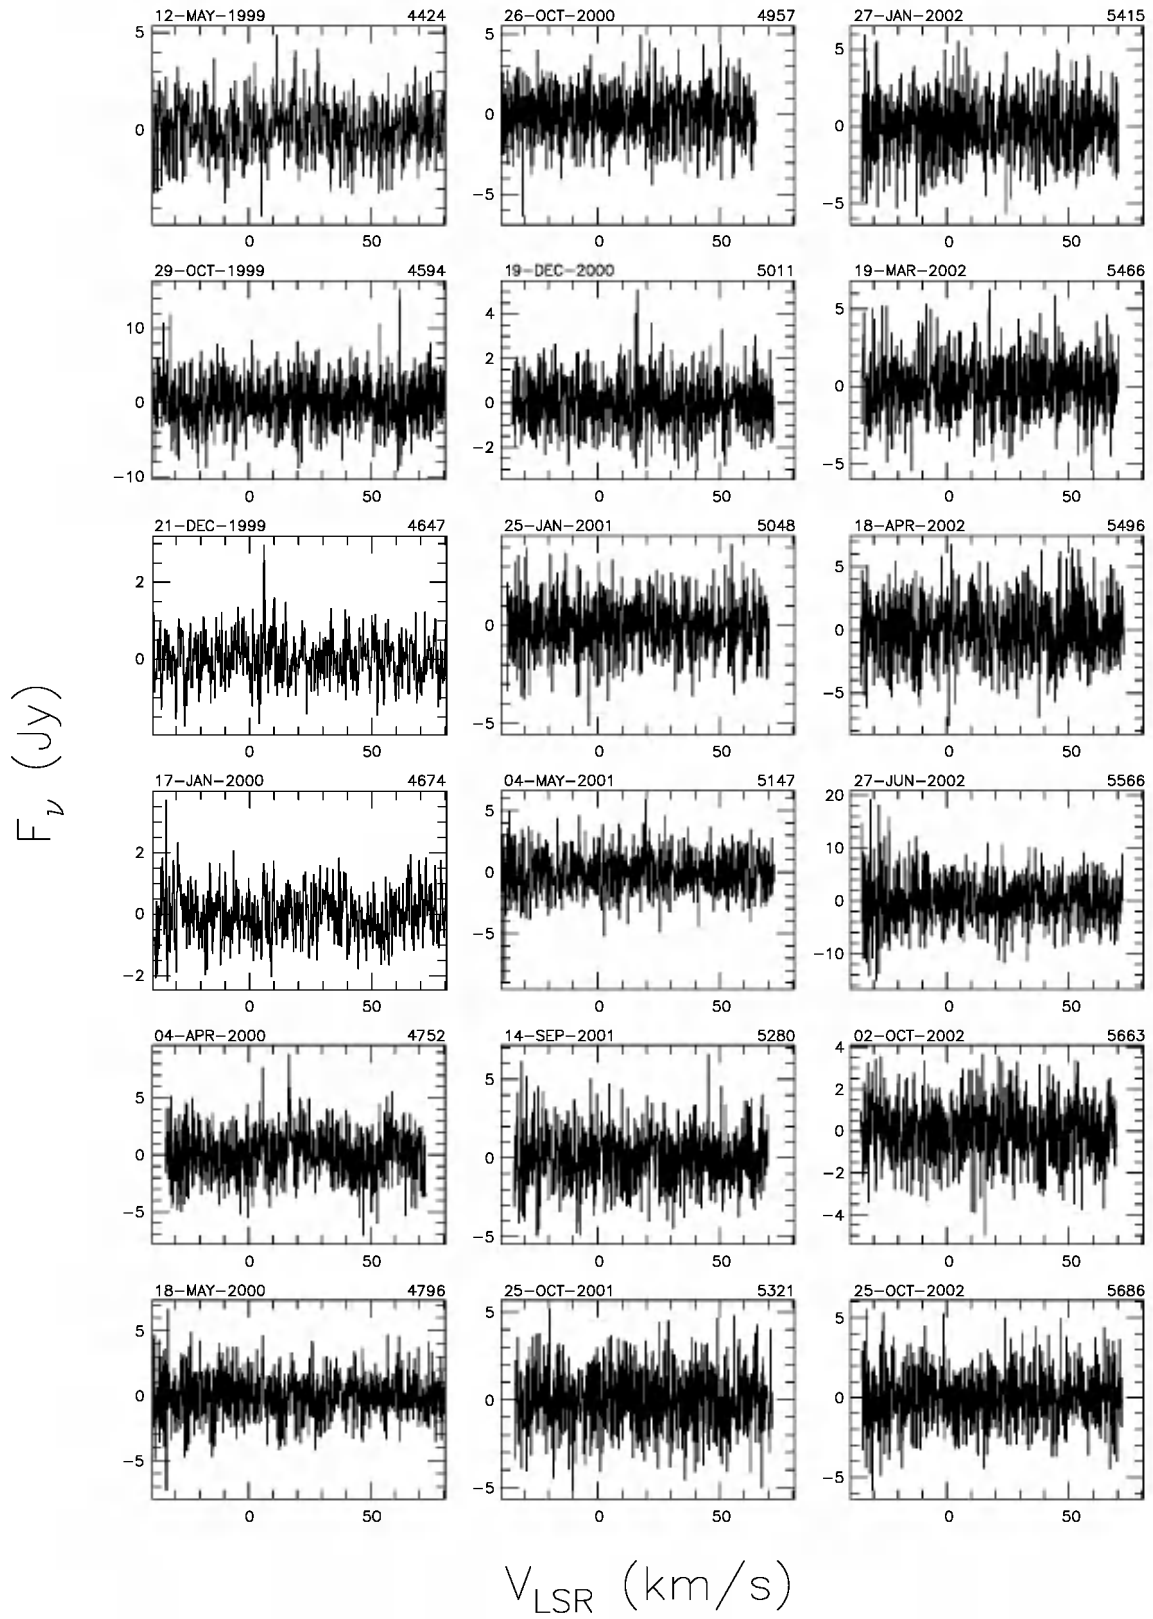 12-MAY-1999 4424 26-OCT-2000 4957 27-JAN-2002 5415
5 0
5 0 -5
5 0 -5
0 50 0 50 0 50
29-OCT-1999 4594 19-DEC-2000 5011 19-MAR-2002 5466
10 0 -10
4 2 0 -2
5 0 -5
0 50 0 50 0 50
21-DEC-1999 4647 25-JAN-2001 5048 18-APR-2002 5496
2 0
0 -5
5 0 -5
0 50 0 50 0 50
17-JAN-2000 4674 04-MAY-2001 5147 27-JUN-2002 5566
2 0 -2
5 0 -5
20 10 0 -10
0 50 0 50 0 50
04-APR-2000 4752 14-SEP-2001 5280 02-OCT-2002 5663
5 0 -5
5 0 -5
4 2 0 -2 -4
0 50 0 50 0 50
18-MAY-2000 4796 25-OCT-2001 5321 25-OCT-2002 5686
5 0 -5
5 0 -5
5 0 -5
0 50 0 50 0 50
Fν (Jy)
VLSR (km/s)